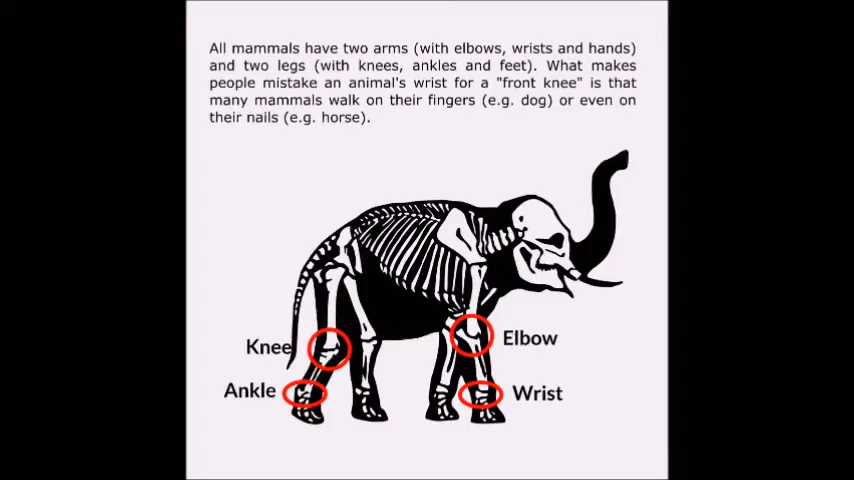 All mammals have two arms (with elbows, wrists and hands)
and two legs (with knees, ankles and feet). What makes
people mistake an animal's wrist for a "front knee" is that
many mammals walk on their fingers (e.g. dog) or even on
their nails (e.g. horse).
Knee
Elbow
Ankle
Wrist